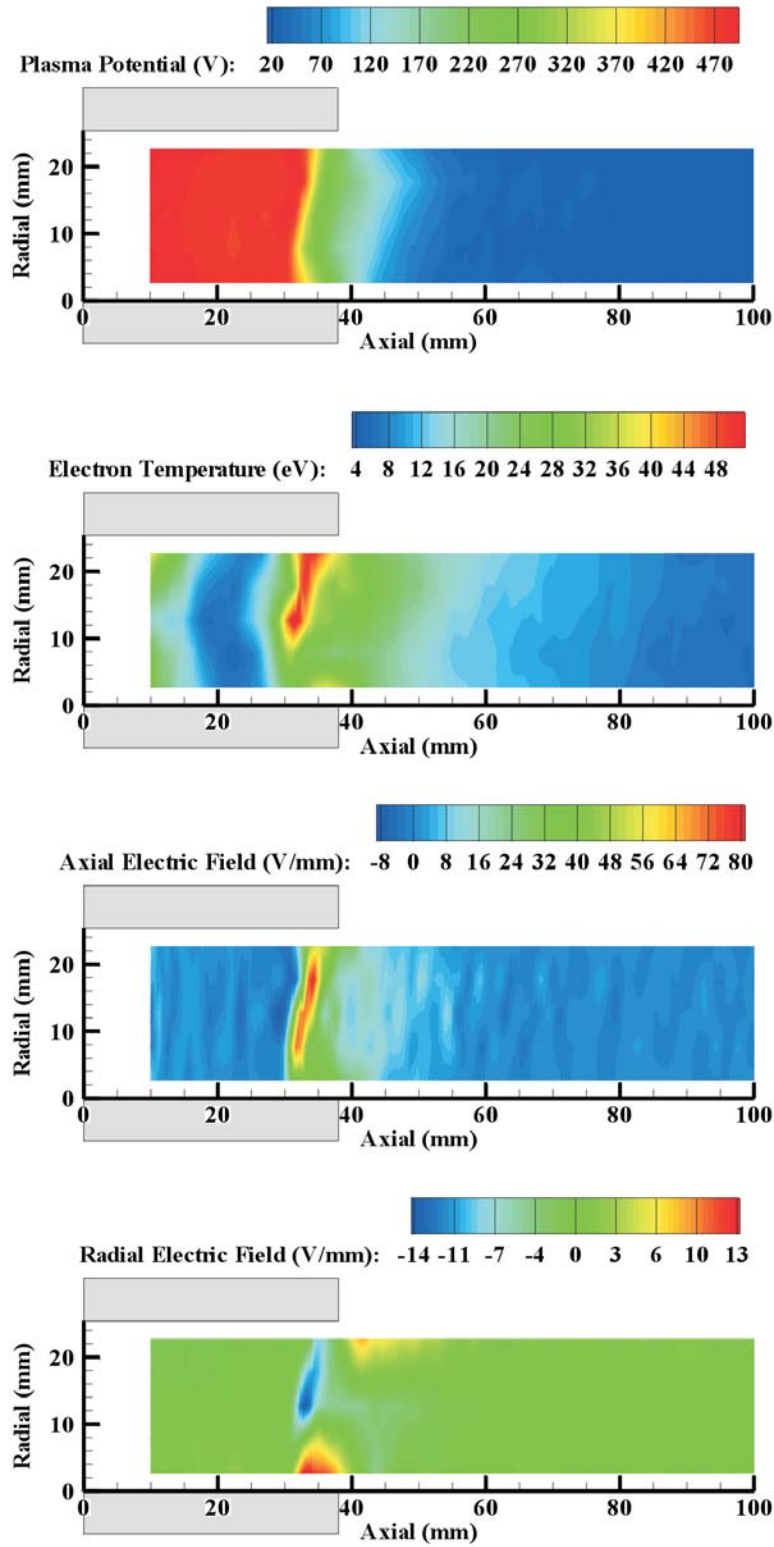 Plasma Potential (V): 20 70 120 170 220 270 320 370 420 470
20
Radial (mm)
10
0
0 20 40 60 80 100
Axial (mm)
Electron Temperature (eV): 4 8 12 16 20 24 28 32 36 40 44 48
20
Radial (mm)
10
0
0 20 40 60 80 100
Axial (mm)
Axial Electric Field (V/mm): -8 0 8 16 24 32 40 48 56 64 72 80
20
Radial (mm)
10
0
0 20 40 60 80 100
Axial (mm)
Radial Electric Field (V/mm): -14 -11 -7 -4 0 3 6 10 13
20
Radial (mm)
10
0
0 20 40 60 80 100
Axial (mm)